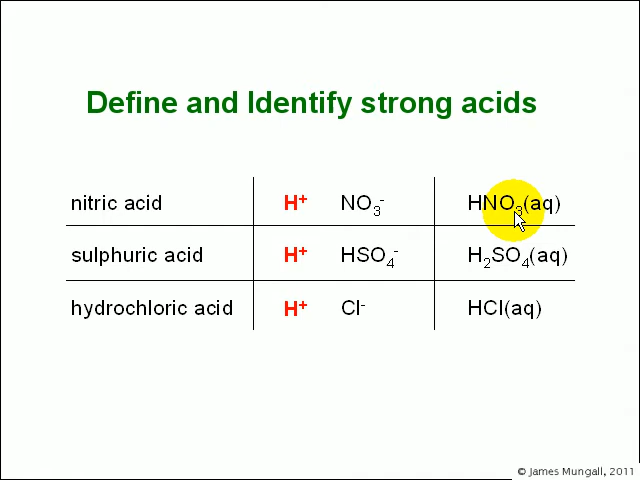 Define and Identify strong acids
nitric acid H⁺ NO₃⁻ HNO₃(aq)
sulphuric acid H⁺ HSO₄⁻ H₂SO₄(aq)
hydrochloric acid H⁺ Cl⁻ HCl(aq)
© James Mungall, 2011